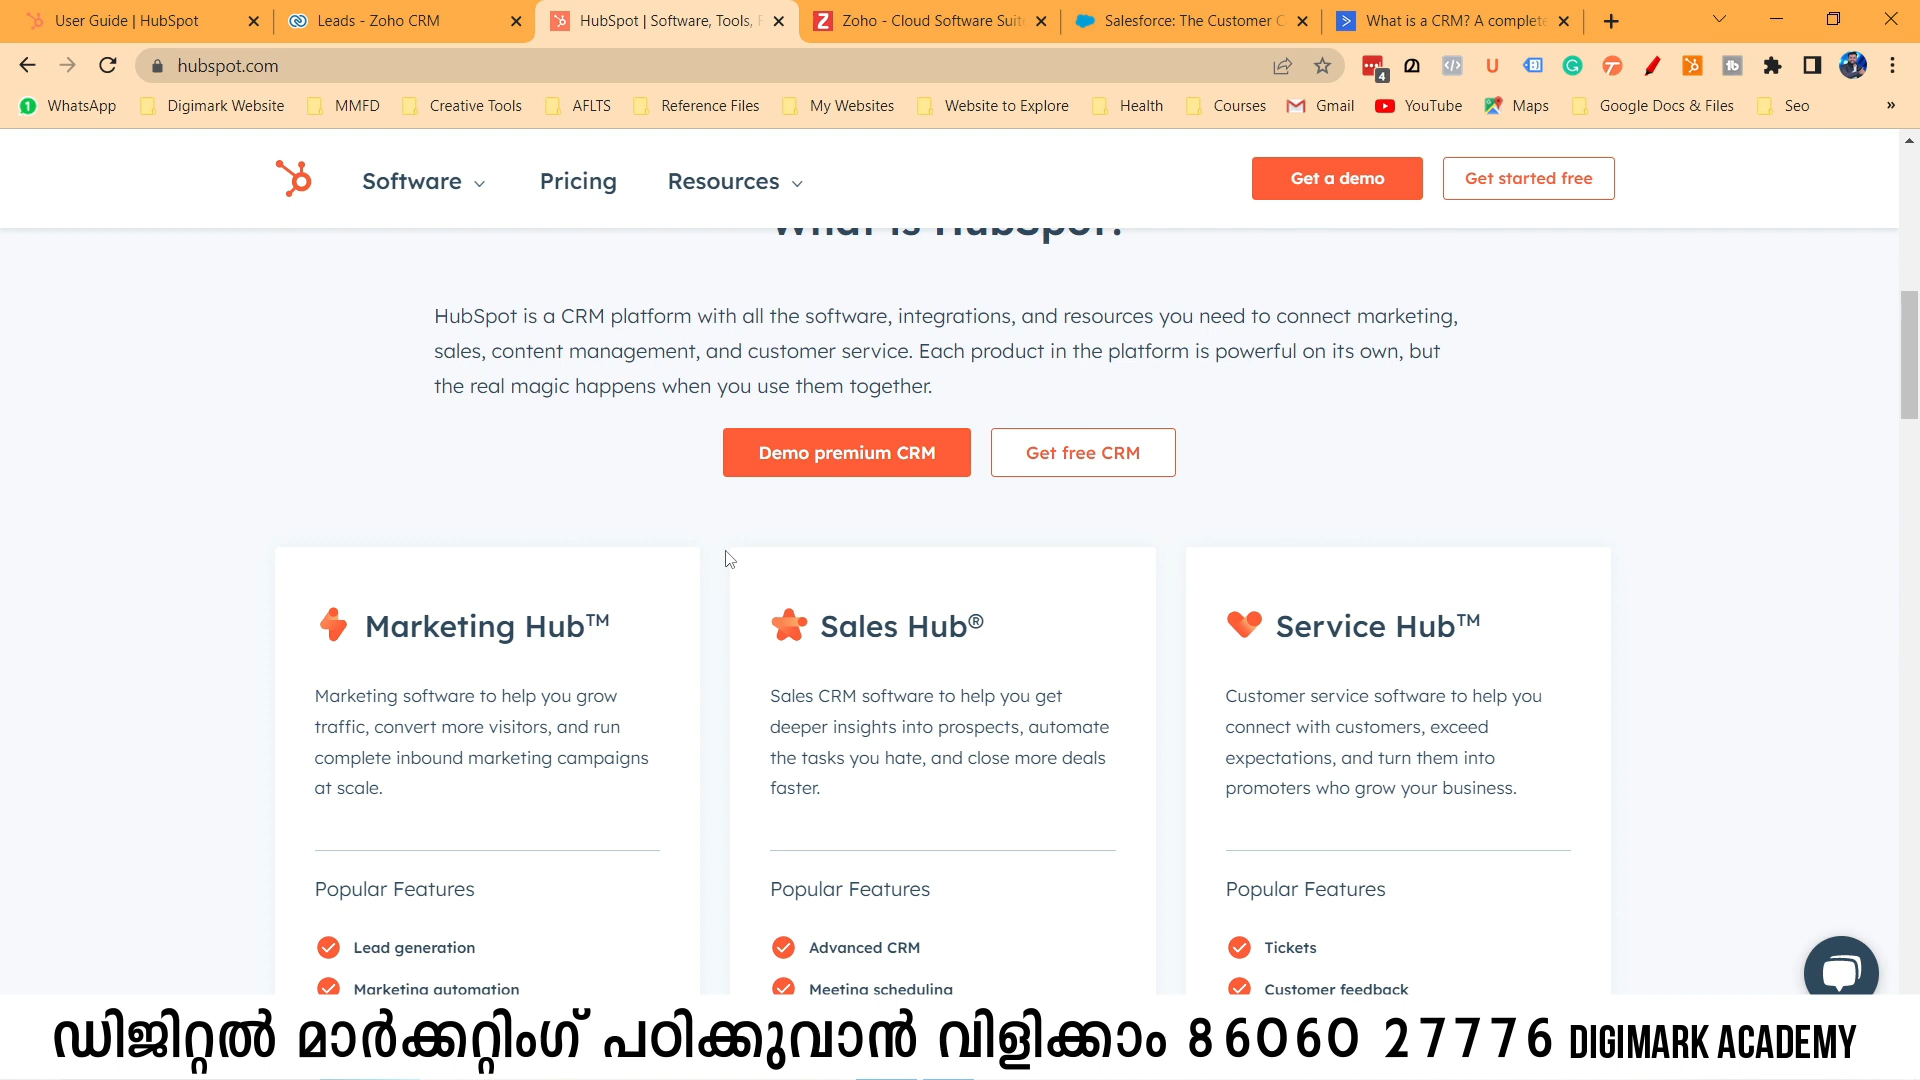 User Guide | HubSpot
Leads - Zoho CRM
HubSpot | Software, Tools,
Zoho - Cloud Software Suit
Salesforce: The Customer C
What is a CRM? A complete
hubspot.com
4
WhatsApp
Digimark Website
MMFD
Creative Tools
AFLTS
Reference Files
My Websites
Website to Explore
Health
Courses
Gmail
YouTube
Maps
Google Docs & Files
Seo
»
Software
Pricing
Resources
Get a demo
Get started free
What is HubSpot?
HubSpot is a CRM platform with all the software, integrations, and resources you need to connect marketing,
sales, content management, and customer service. Each product in the platform is powerful on its own, but
the real magic happens when you use them together.
Demo premium CRM
Get free CRM
Marketing Hub™
Marketing software to help you grow
traffic, convert more visitors, and run
complete inbound marketing campaigns
at scale.
Popular Features
Lead generation
Marketing automation
Sales Hub®
Sales CRM software to help you get
deeper insights into prospects, automate
the tasks you hate, and close more deals
faster.
Popular Features
Advanced CRM
Meeting scheduling
Service Hub™
Customer service software to help you
connect with customers, exceed
expectations, and turn them into
promoters who grow your business.
Popular Features
Tickets
Customer feedback
ഡിജിറ്റൽ മാർക്കറ്റിംഗ് പഠിക്കുവാൻ വിളിക്കാം 86060 27776 DIGIMARK ACADEMY